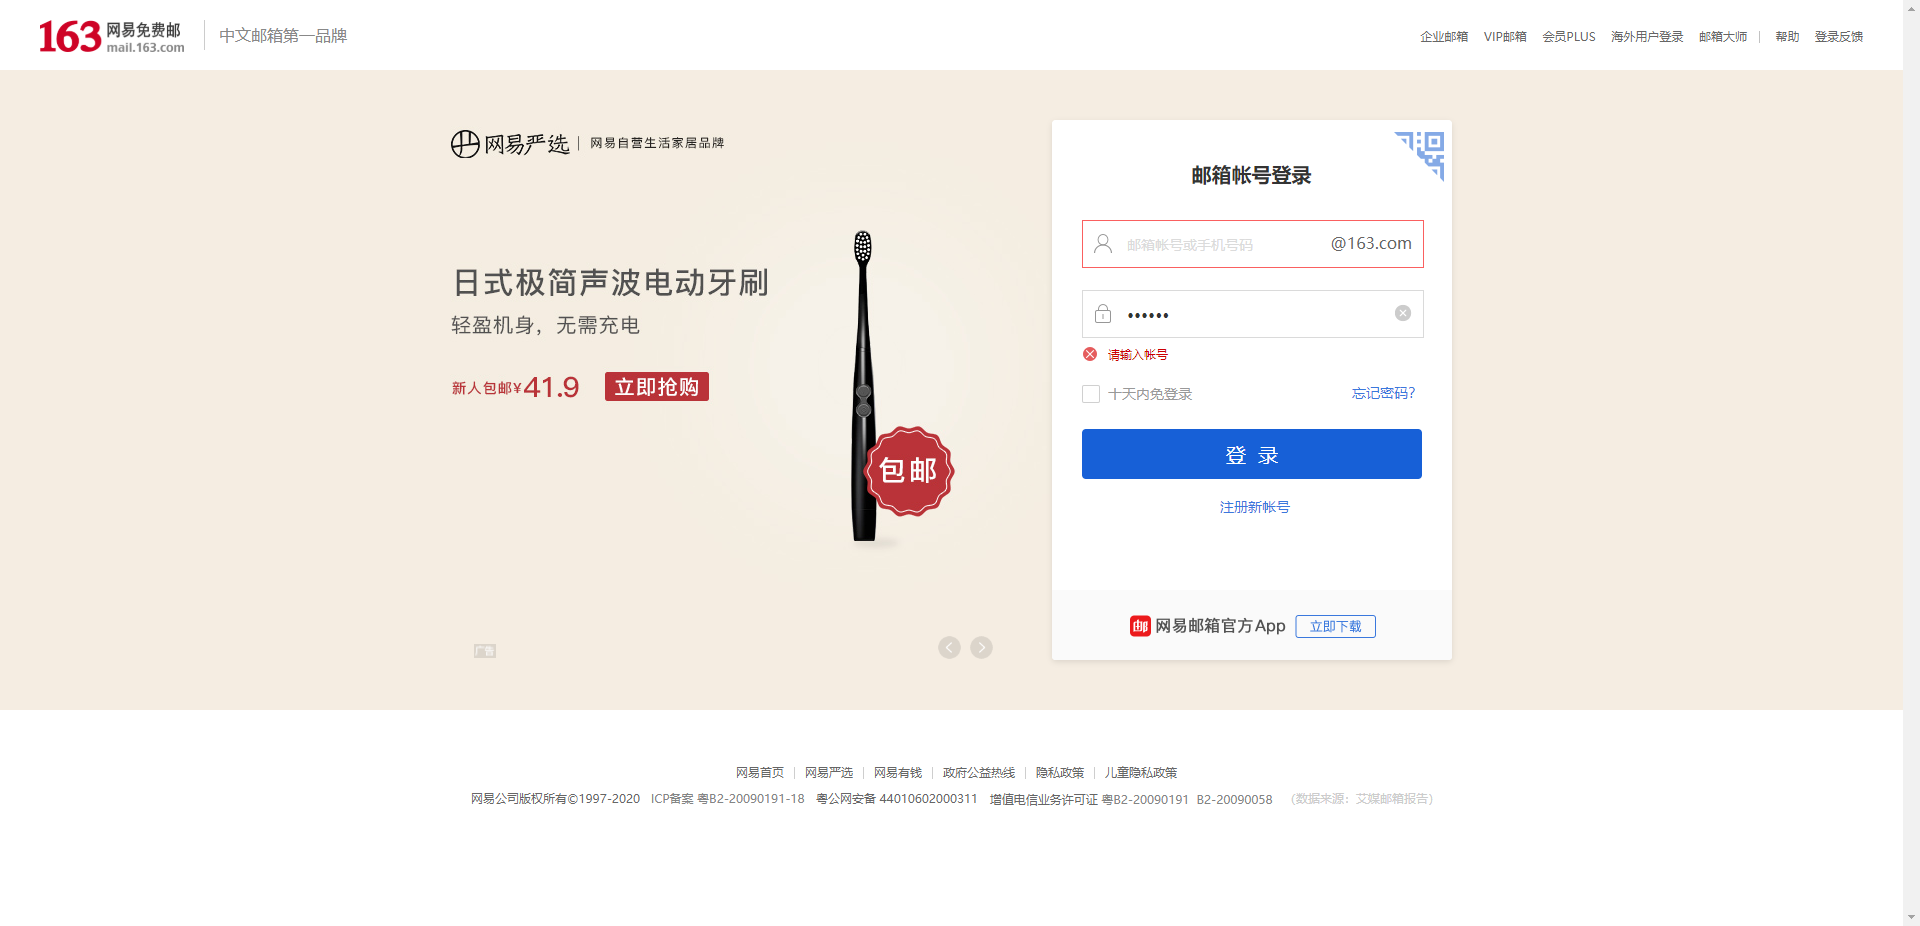 163 网易免费邮
mail.163.com
中文邮箱第一品牌
企业邮箱 VIP邮箱 会员PLUS 海外用户登录 邮箱大师 | 帮助 登录反馈
网易严选 | 网易自营生活家居品牌
日式极简声波电动牙刷
轻盈机身，无需充电
新人包邮¥41.9 立即抢购
包邮
广告
邮箱帐号登录
邮箱帐号或手机号码 @163.com
••••••
请输入帐号
十天内免登录 忘记密码?
登 录
注册新帐号
邮 网易邮箱官方App 立即下载
网易首页 | 网易严选 | 网易有钱 | 政府公益热线 | 隐私政策 | 儿童隐私政策
网易公司版权所有©1997-2020 ICP备案 粤B2-20090191-18 粤公网安备 44010602000311 增值电信业务许可证 粤B2-20090191 B2-20090058 （数据来源：艾媒邮箱报告）